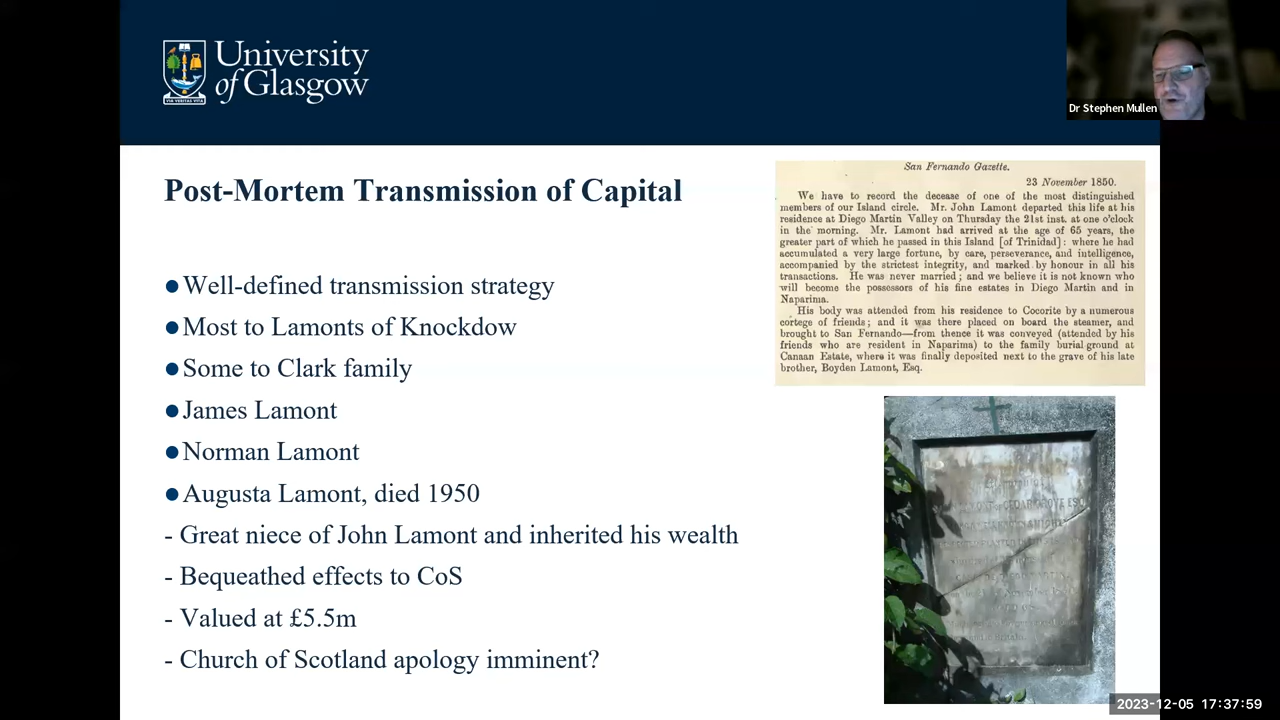 University
of Glasgow
VIA VERITAS VITA
Dr Stephen Mullen
Post-Mortem Transmission of Capital
●Well-defined transmission strategy
●Most to Lamonts of Knockdow
●Some to Clark family
●James Lamont
●Norman Lamont
●Augusta Lamont, died 1950
- Great niece of John Lamont and inherited his wealth
- Bequeathed effects to CoS
- Valued at £5.5m
- Church of Scotland apology imminent?
San Fernando Gazette.
23 November 1850.
We have to record the decease of one of the most distinguished
members of our Island circle. Mr. John Lamont departed this life at his
residence at Diego Martin Valley on Thursday the 21st inst. at one o'clock
in the morning. Mr. Lamont had arrived at the age of 65 years, the
greater part of which he passed in this Island [of Trinidad]: where he had
accumulated a very large fortune, by care, perseverance, and intelligence,
accompanied by the strictest integrity, and marked by honour in all his
transactions. He was never married; and we believe it is not known who
will become the possessors of his fine estates in Diego Martin and in
Naparima.
His body was attended from his residence to Cocorite by a numerous
cortege of friends; and it was there placed on board the steamer, and
brought to San Fernando—from thence it was conveyed (attended by his
friends who are resident in Naparima) to the family burial ground at
Canaan Estate, where it was finally deposited next to the grave of his late
brother, Boyden Lamont, Esq.
2023-12-05 17:37:59